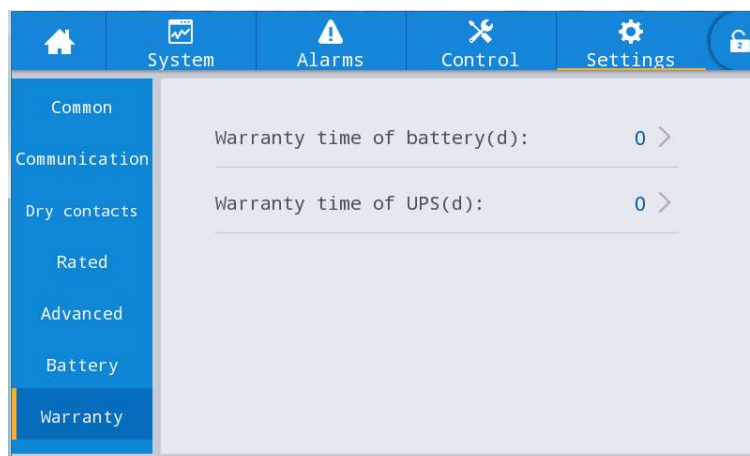 System
Alarms
Control
Settings
2
Common
Communication
Dry contacts
Rated
Advanced
Battery
Warranty
Warranty time of battery(d): 0
Warranty time of UPS(d): 0